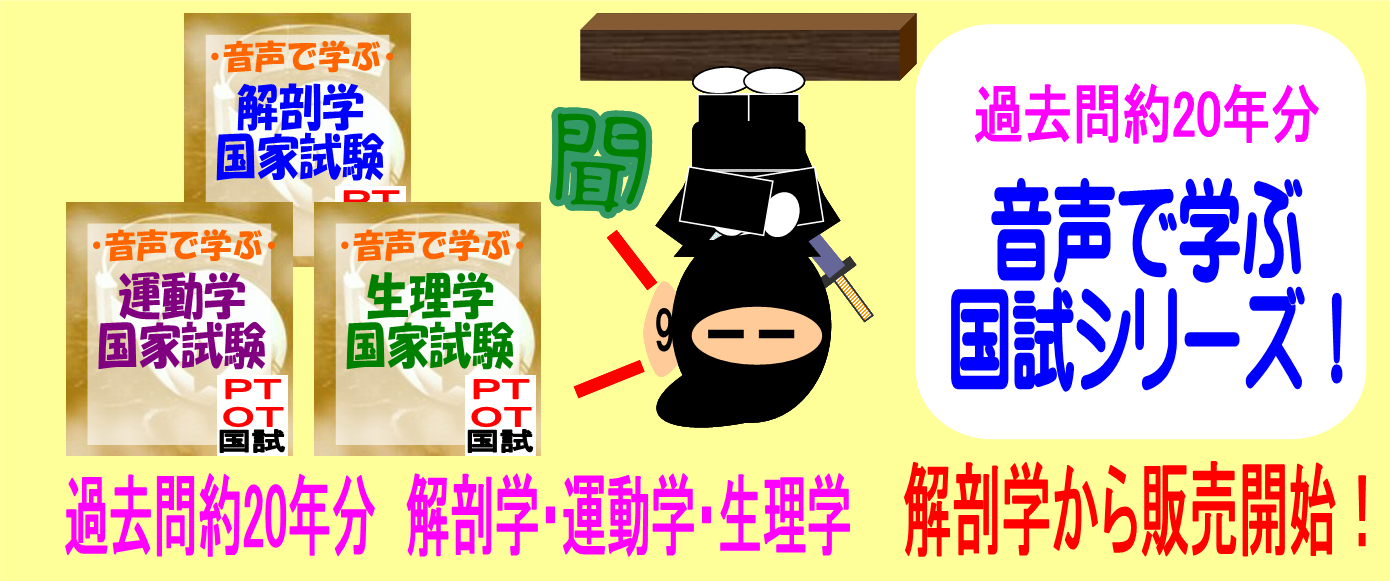 ・音声で学ぶ・
解剖学
国家試験
PT
・音声で学ぶ・
運動学
国家試験
PT
OT
国試
・音声で学ぶ・
生理学
国家試験
PT
OT
国試
聞
9
過去問約20年分
音声で学ぶ
国試シリーズ！
過去問約20年分 解剖学・運動学・生理学 解剖学から販売開始！